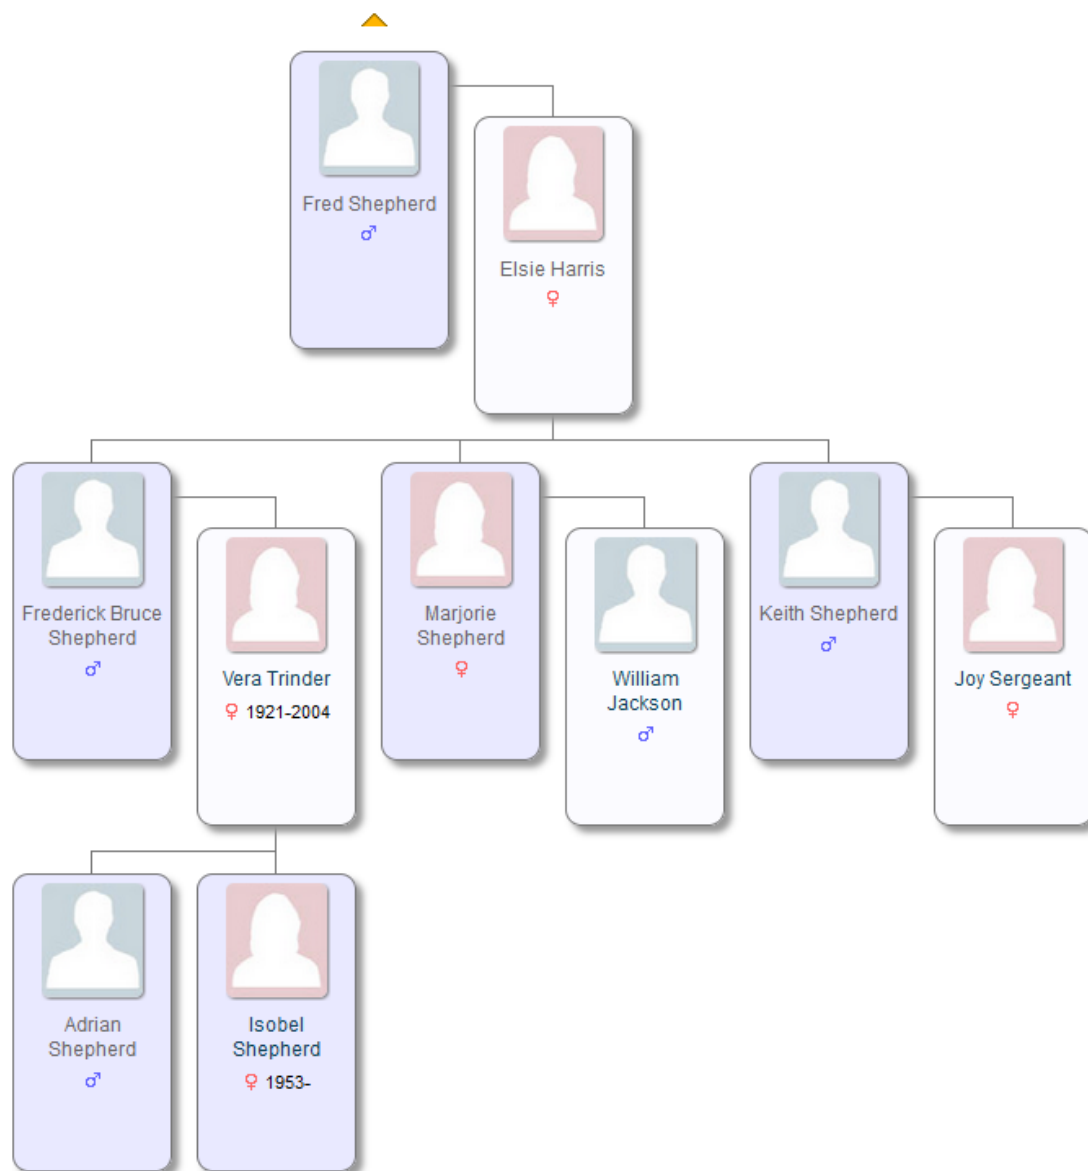 Fred Shepherd
♂
Elsie Harris
♀
Frederick Bruce
Shepherd
♂
Vera Trinder
♀ 1921-2004
Marjorie
Shepherd
♀
William
Jackson
♂
Keith Shepherd
♂
Joy Sergeant
♀
Adrian
Shepherd
♂
Isobel
Shepherd
♀ 1953-